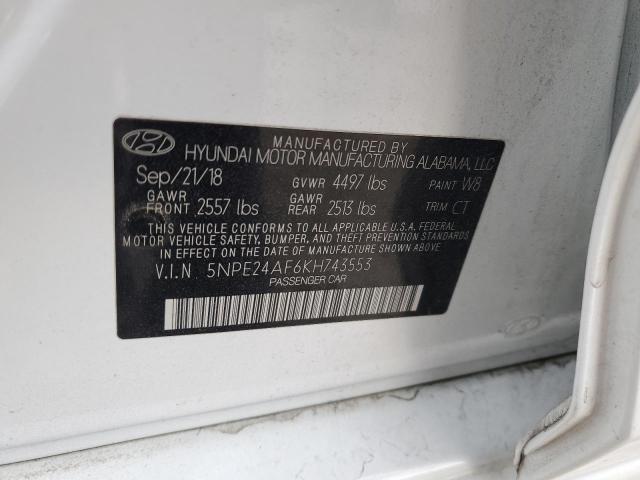 MANUFACTURED BY
HYUNDAI MOTOR MANUFACTURING ALABAMA, LLC
Sep/21/18 GVWR 4497 lbs PAINT W8
GAWR FRONT 2557 lbs GAWR REAR 2513 lbs TRIM CT
THIS VEHICLE CONFORMS TO ALL APPLICABLE U.S.A. FEDERAL
MOTOR VEHICLE SAFETY, BUMPER, AND THEFT PREVENTION STANDARDS
IN EFFECT ON THE DATE OF MANUFACTURE SHOWN ABOVE.
V.I.N. 5NPE24AF6KH743553
PASSENGER CAR